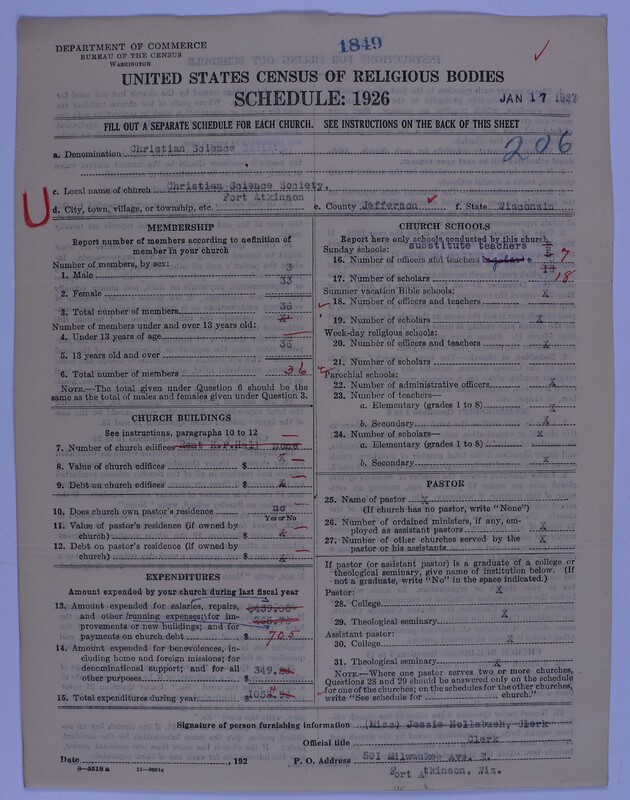 1849
DEPARTMENT OF COMMERCE
BUREAU OF THE CENSUS
WASHINGTON
UNITED STATES CENSUS OF RELIGIOUS BODIES
SCHEDULE: 1926
JAN 17 1927
FILL OUT A SEPARATE SCHEDULE FOR EACH CHURCH. SEE INSTRUCTIONS ON THE BACK OF THIS SHEET
206
a. Denomination Christian Science
c. Local name of church Christian Science Society,
d. City, town, village, or township, etc. Fort Atkinson e. County Jefferson f. State Wisconsin
MEMBERSHIP
Report number of members according to definition of
member in your church
Number of members, by sex:
1. Male 3
2. Female 33
3. Total number of members 36
Number of members under and over 13 years old:
4. Under 13 years of age
5. 13 years old and over 36
6. Total number of members 36
NOTE.—The total given under Question 6 should be the
same as the total of males and females given under Question 3.
CHURCH BUILDINGS
See instructions, paragraphs 10 to 12
7. Number of church edifices Rent K.P.Hall none
8. Value of church edifices $ X
9. Debt on church edifices $ X
10. Does church own pastor's residence no
Yes or No
11. Value of pastor's residence (if owned by
church) $ X
12. Debt on pastor's residence (if owned by
church) $ X
EXPENDITURES
Amount expended by your church during last fiscal year
13. Amount expended for salaries, repairs,
and other running expenses; for im-
provements or new buildings; and for
payments on church debt $ 705
14. Amount expended for benevolences, in-
cluding home and foreign missions; for
denominational support; and for all
other purposes $ 349.
15. Total expended during year $
CHURCH SCHOOLS
Report here only schools conducted by this church
Sunday schools: sustitute teachers
16. Number of officers and teachers 7
17. Number of scholars 18
Summer vacation Bible schools:
18. Number of officers and teachers X
19. Number of scholars X
Week-day religious schools:
20. Number of officers and teachers X
21. Number of scholars
Parochial schools:
22. Number of administrative officers X
23. Number of teachers—
a. Elementary (grades 1 to 8) X
b. Secondary X
24. Number of scholars— X
a. Elementary (grades 1 to 8)
b. Secondary X
PASTOR
25. Name of pastor X
(If church has no pastor, write "None")
26. Number of ordained ministers, if any, em-
ployed as assistant pastors X
27. Number of other churches served by the
pastor or his assistants X
If pastor (or assistant pastor) is a graduate of a college or
theological seminary, give name of institution below. (If
not a graduate, write "No" in the space indicated.)
Pastor: X
28. College
29. Theological seminary X
Assistant pastor:
30. College X
31. Theological seminary X
NOTE.—Where one pastor serves two or more churches,
Questions 28 and 29 should be answered only on the schedule
for one of the churches; on the schedules for the other churches,
write "See schedule for church."
Signature of person furnishing information (Miss) Jessie Hollabush, Clerk
Official title Clerk
Date , 192 P. O. Address 501 Milwaukee Ave. E.
8—5518a Fort Atkinson, Wis.